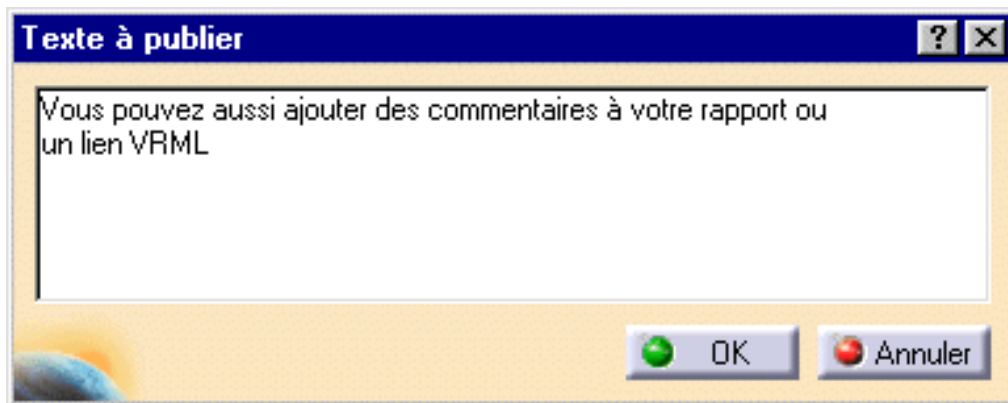 Texte à publier
Vous pouvez aussi ajouter des commentaires à votre rapport ou
un lien VRML
OK
Annuler